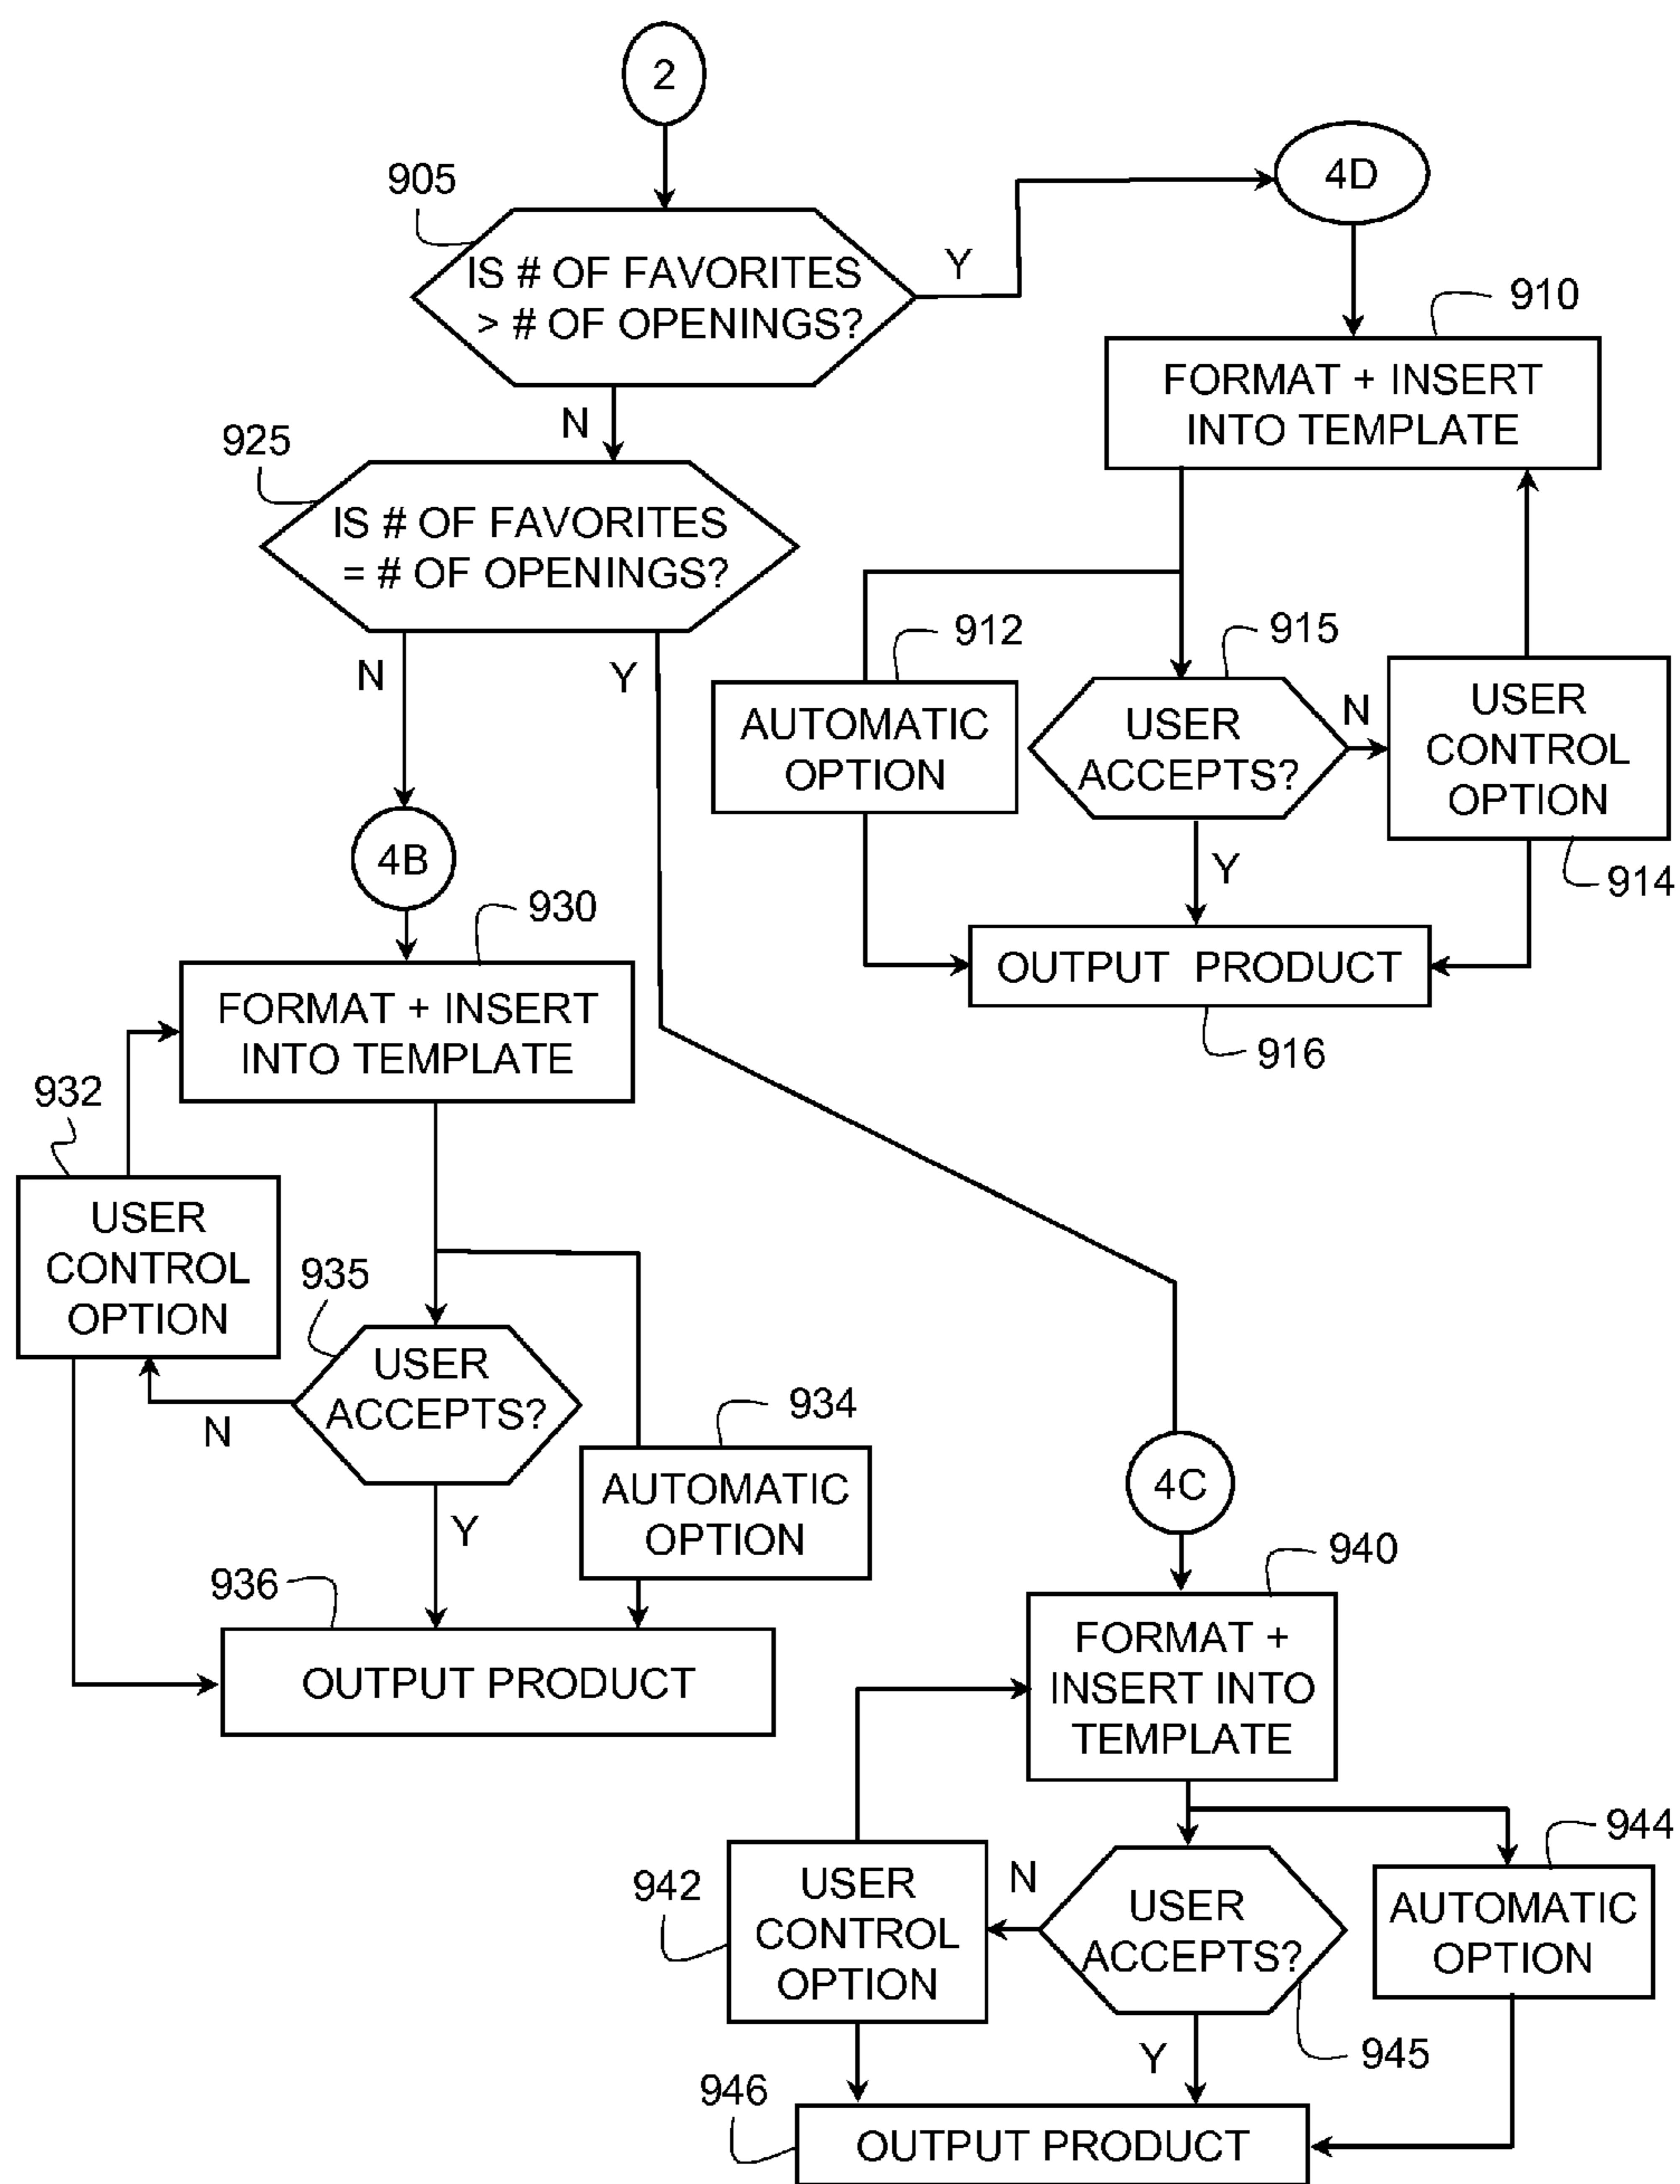 2
4D
905
IS # OF FAVORITES
> # OF OPENINGS?
Y
910
FORMAT + INSERT
INTO TEMPLATE
N
925
IS # OF FAVORITES
= # OF OPENINGS?
N
Y
912
AUTOMATIC
OPTION
915
USER
ACCEPTS?
N
USER
CONTROL
OPTION
914
Y
OUTPUT PRODUCT
916
4B
930
FORMAT + INSERT
INTO TEMPLATE
932
USER
CONTROL
OPTION
935
USER
ACCEPTS?
N
Y
934
AUTOMATIC
OPTION
936
OUTPUT PRODUCT
4C
940
FORMAT +
INSERT INTO
TEMPLATE
942
USER
CONTROL
OPTION
N
USER
ACCEPTS?
945
944
AUTOMATIC
OPTION
Y
946
OUTPUT PRODUCT